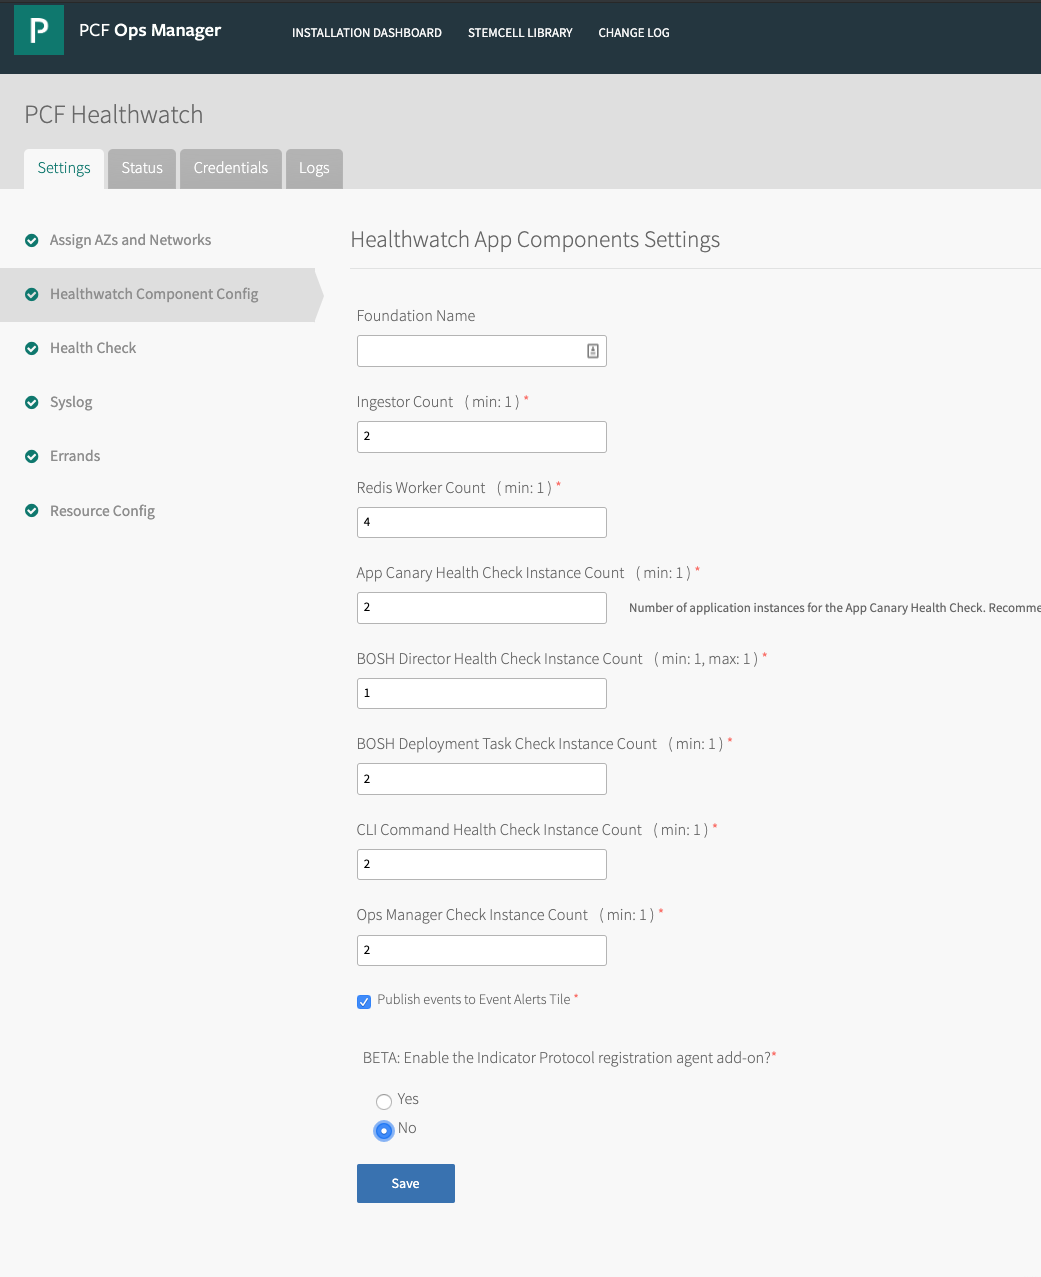 P PCF Ops Manager INSTALLATION DASHBOARD STEMCELL LIBRARY CHANGE LOG
PCF Healthwatch
Settings Status Credentials Logs
Assign AZs and Networks
Healthwatch Component Config
Health Check
Syslog
Errands
Resource Config
Healthwatch App Components Settings
Foundation Name
Ingestor Count ( min: 1 ) *
2
Redis Worker Count ( min: 1 ) *
4
App Canary Health Check Instance Count ( min: 1 ) *
2 Number of application instances for the App Canary Health Check. Recomme
BOSH Director Health Check Instance Count ( min: 1, max: 1 ) *
1
BOSH Deployment Task Check Instance Count ( min: 1 ) *
2
CLI Command Health Check Instance Count ( min: 1 ) *
2
Ops Manager Check Instance Count ( min: 1 ) *
2
Publish events to Event Alerts Tile *
BETA: Enable the Indicator Protocol registration agent add-on?*
Yes
No
Save